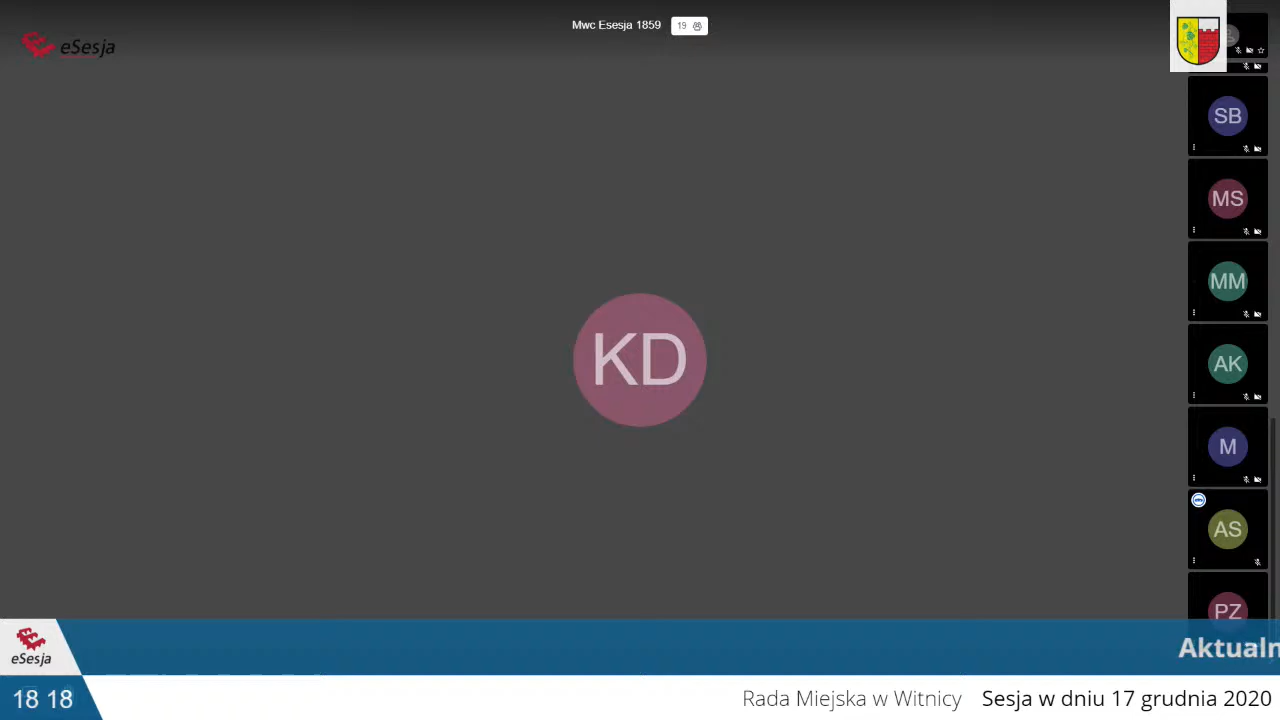 Mwc Esesja 1859 19
eSesja
SB
MS
MM
AK
M
AS
PZ
KD
Aktualn
eSesja
18 18
Rada Miejska w Witnicy Sesja w dniu 17 grudnia 2020